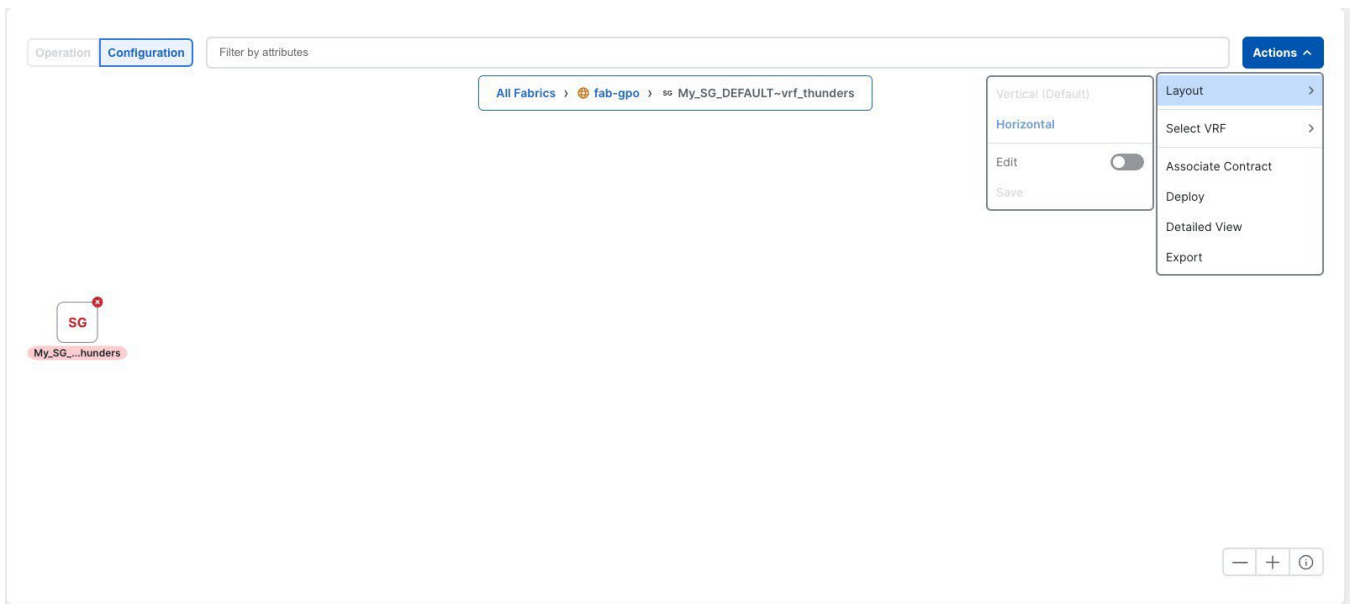 Operation Configuration Filter by attributes Actions
All Fabrics › fab-gpo › SG My_SG_DEFAULT~vrf_thunders
Vertical (Default)
Horizontal
Edit
Save
Layout
Select VRF
Associate Contract
Deploy
Detailed View
Export
SG
My_SG_...hunders